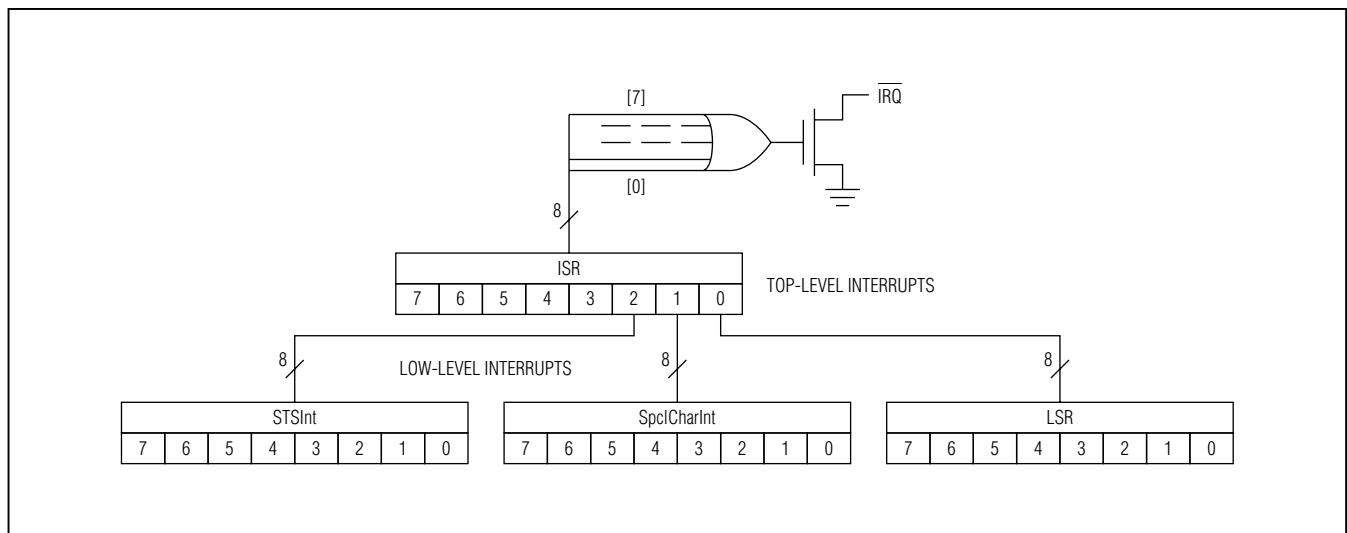 [7]
IRQ
[0]
8
ISR
7 6 5 4 3 2 1 0
TOP-LEVEL INTERRUPTS
8
LOW-LEVEL INTERRUPTS
8
8
STSInt
7 6 5 4 3 2 1 0
SpclCharInt
7 6 5 4 3 2 1 0
LSR
7 6 5 4 3 2 1 0